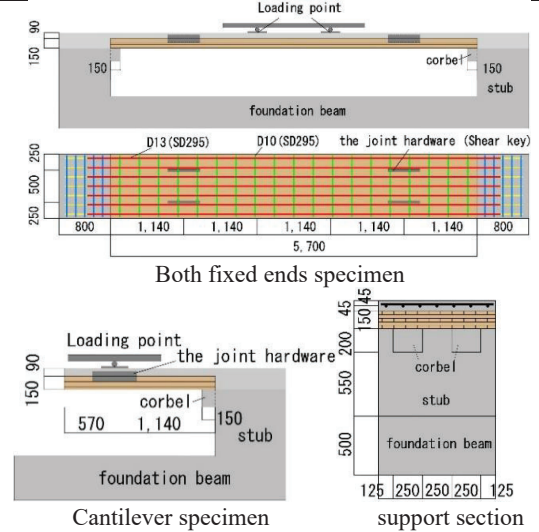 Loading point
90
150
150
corbel
150
stub
foundation beam
D13(SD295)
D10(SD295)
the joint hardware (Shear key)
250
500
250
800
1,140
1,140
1,140
1,140
1,140
800
5,700
Both fixed ends specimen
Loading point
the joint hardware
90
150
corbel
150
570
1,140
stub
foundation beam
Cantilever specimen
45
45
150
200
550
500
corbel
stub
foundation beam
125
250
250
250
125
support section